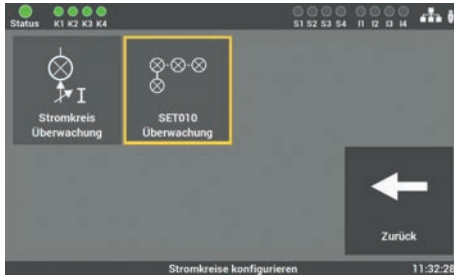 Status K1 K2 K3 K4 S1 S2 S3 S4 I1 I2 I3 I4
I
Stromkreis
Überwachung
SET010
Überwachung
Zurück
Stromkreise konfigurieren 11:32:28